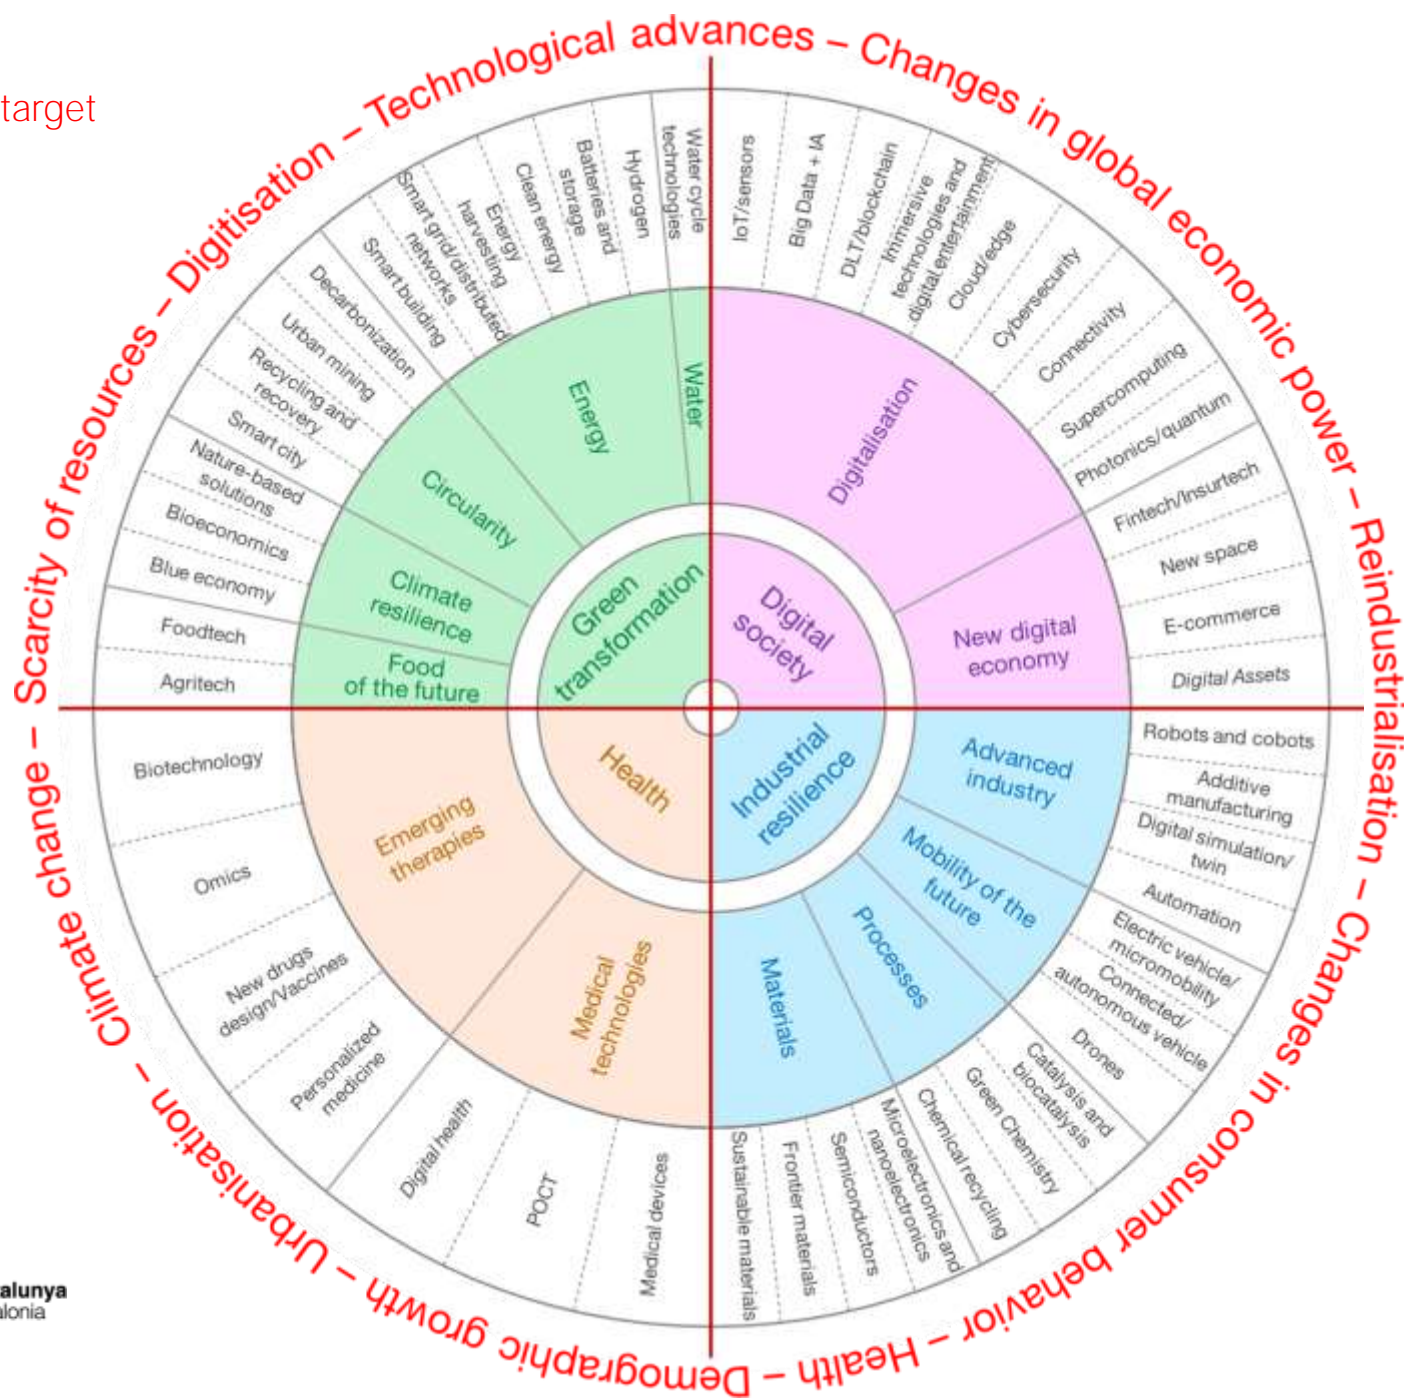 target
Technological advances – Changes in global economic power – Reindustrialisation – Changes in consumer behavior – Health – Demographic growth – Urbanisation – Climate change – Scarcity of resources – Digitisation –
Water cycle
technologies
Hydrogen
Batteries and
storage
Clean energy
Energy
harvesting
Smart grid/distributed
networks
Smart building
Decarbonization
Urban mining
Recycling and
recovery
Smart city
Nature-based
solutions
Bioeconomics
Blue economy
Foodtech
Agritech
Water
Energy
Circularity
Climate
resilience
Food
of the future
Green
transformation
IoT/sensors
Big Data + IA
DLT/blockchain
Immersive
technologies and
digital entertainment
Cloud/edge
Cybersecurity
Connectivity
Supercomputing
Photonics/quantum
Fintech/Insurtech
New space
E-commerce
Digital Assets
Digitalisation
New digital
economy
Digital
society
Robots and cobots
Additive
manufacturing
Digital simulation/
twin
Automation
Electric vehicle/
micromobility
Connected/
autonomous vehicle
Drones
Catalysis and
biocatalysis
Green Chemistry
Chemical recycling
Microelectronics and
nanoelectronics
Semiconductors
Frontier materials
Sustainable materials
Advanced
industry
Mobility of the
future
Processes
Materials
Industrial
resilience
Health
Emerging
therapies
Medical
technologies
Biotechnology
Omics
New drugs
design/Vaccines
Personalized
medicine
Digital health
POCT
Medical devices
alunya
alonia